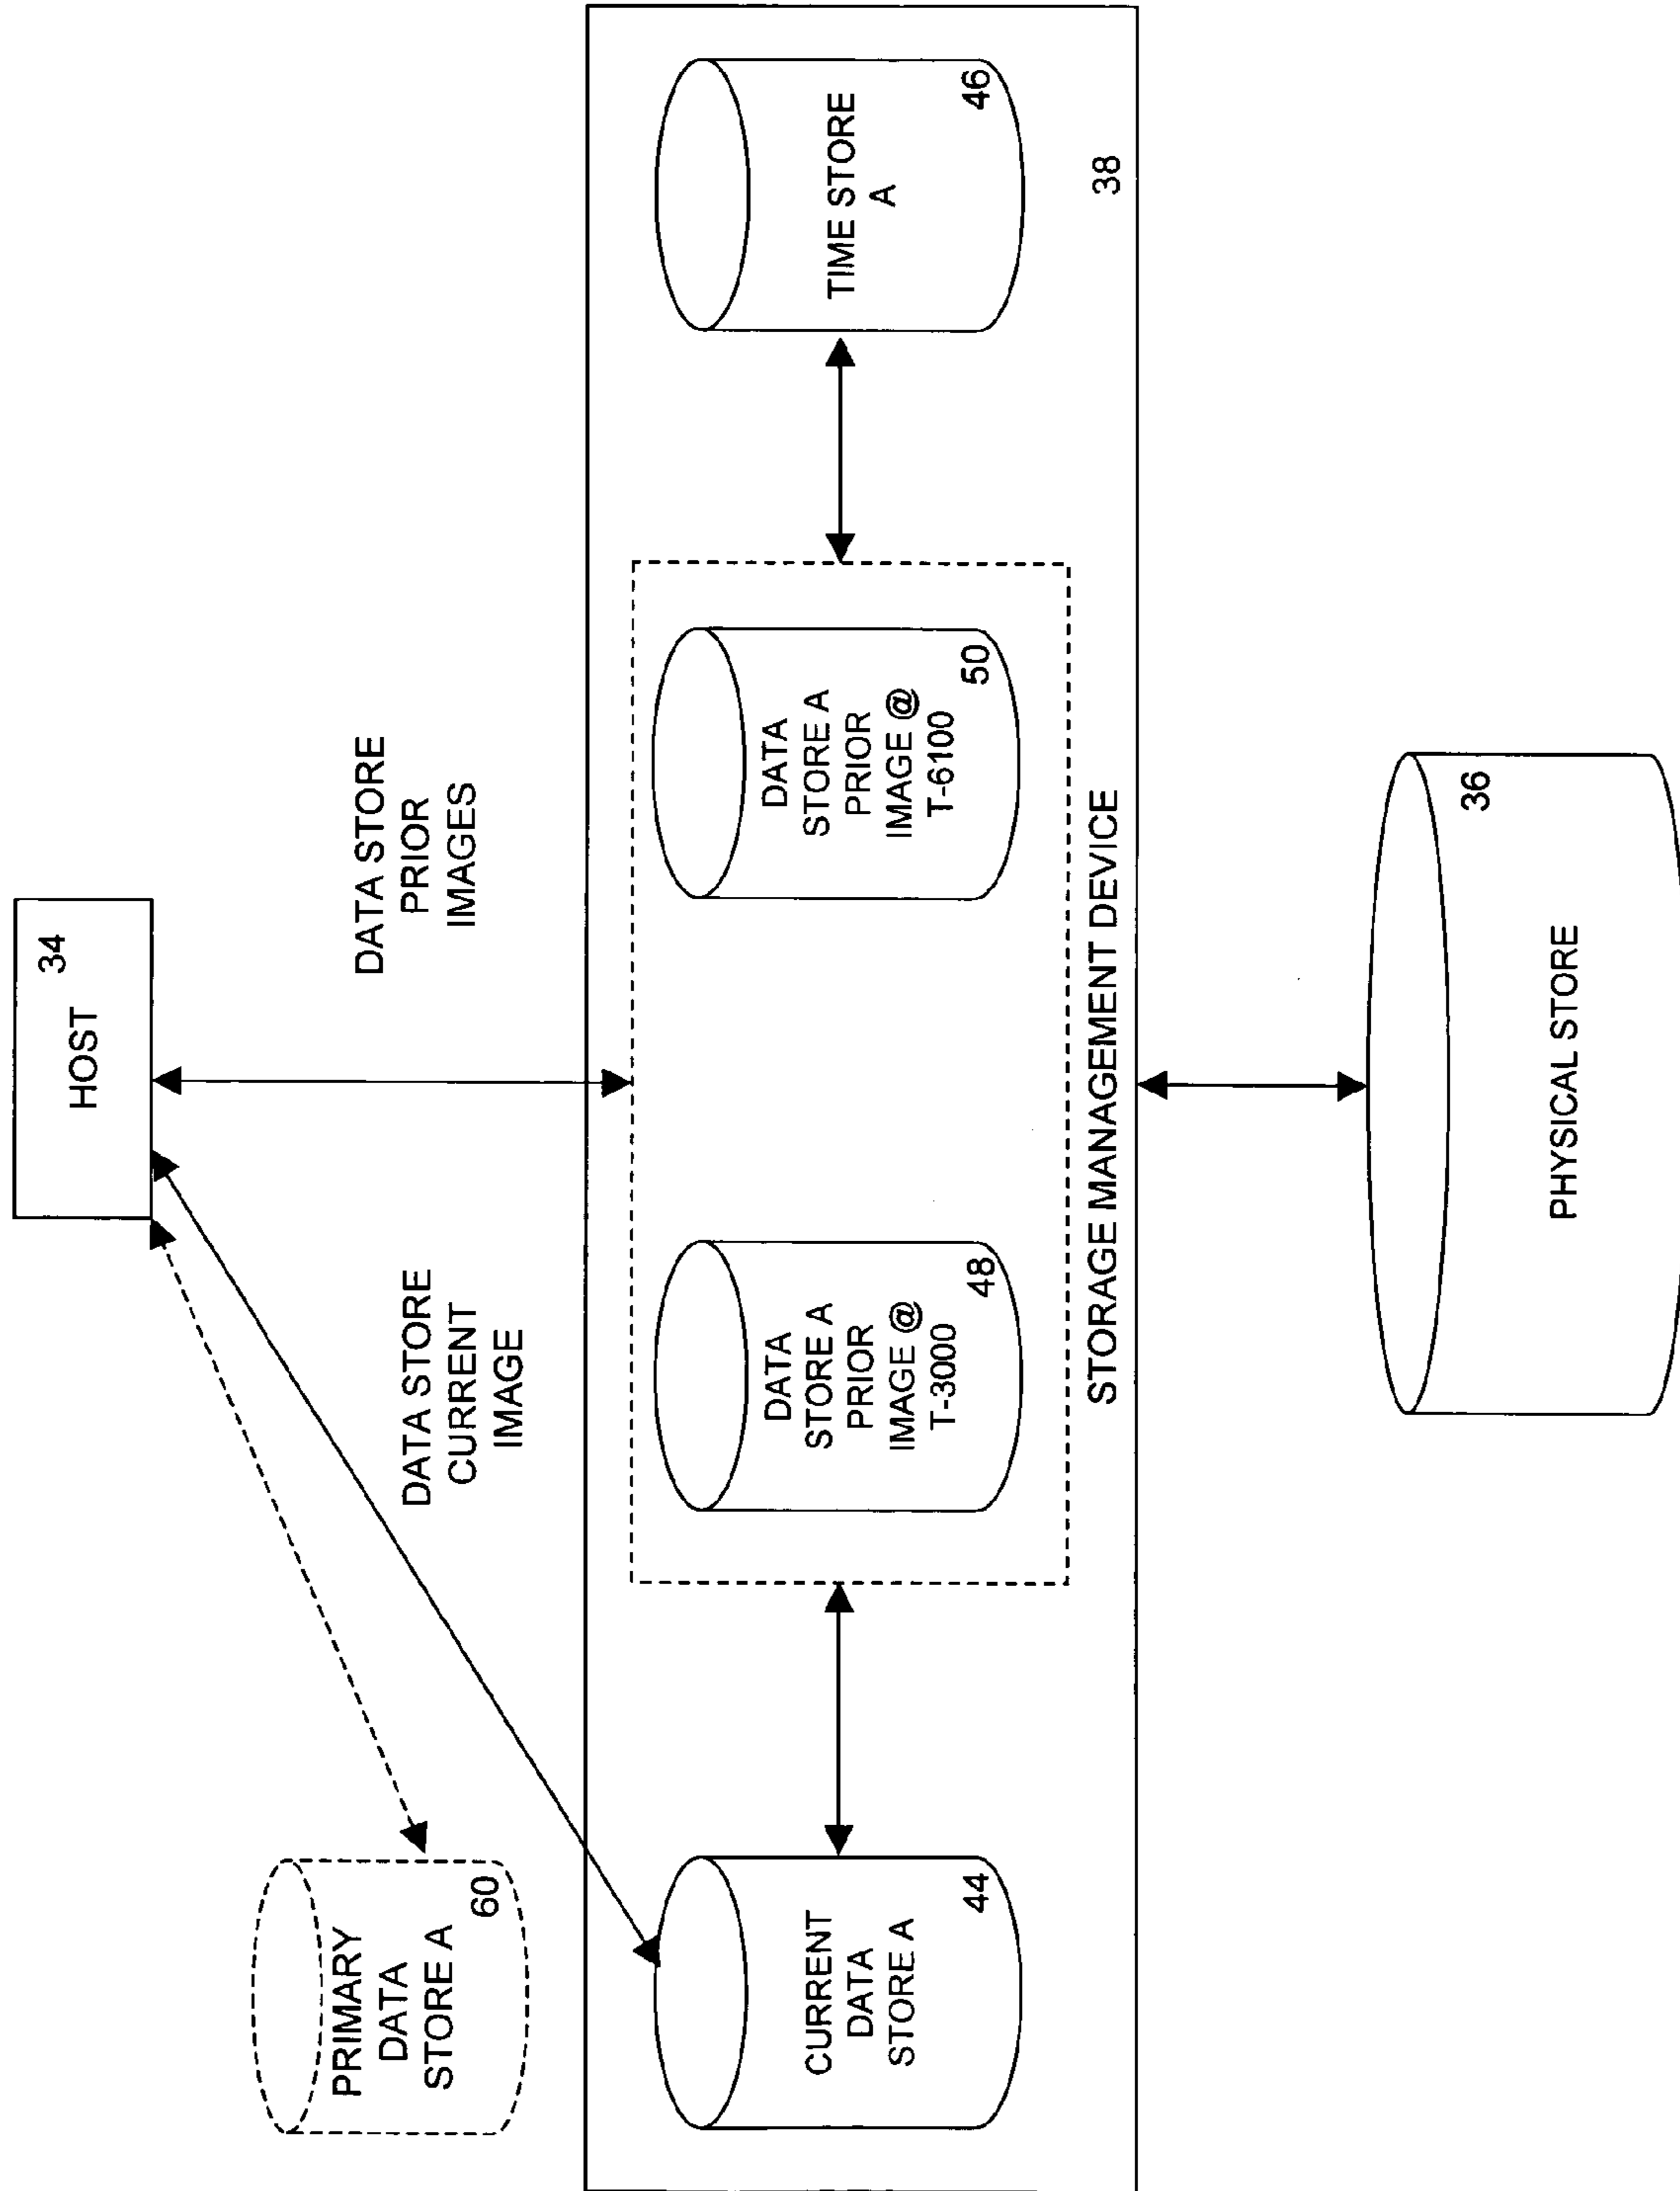 34
HOST
PRIMARY
DATA
STORE A
60
DATA STORE
CURRENT
IMAGE
DATA STORE
PRIOR
IMAGES
CURRENT
DATA
STORE A
44
DATA
STORE A
PRIOR
IMAGE @
T-3000
48
DATA
STORE A
PRIOR
IMAGE @
T-6100
50
TIME STORE
A
46
STORAGE MANAGEMENT DEVICE
38
36
PHYSICAL STORE